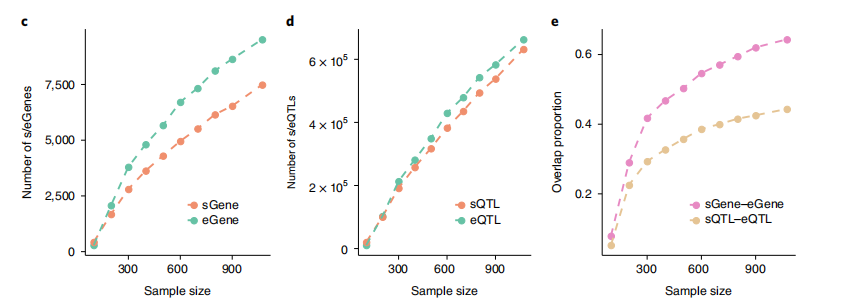 c
Number of s/eGenes
7,500
5,000
2,500
0
300 600 900
Sample size
sGene
eGene
d
Number of s/eQTLs
6 × 10⁵
4 × 10⁵
2 × 10⁵
0
300 600 900
Sample size
sQTL
eQTL
e
Overlap proportion
0.6
0.4
0.2
300 600 900
Sample size
sGene–eGene
sQTL–eQTL